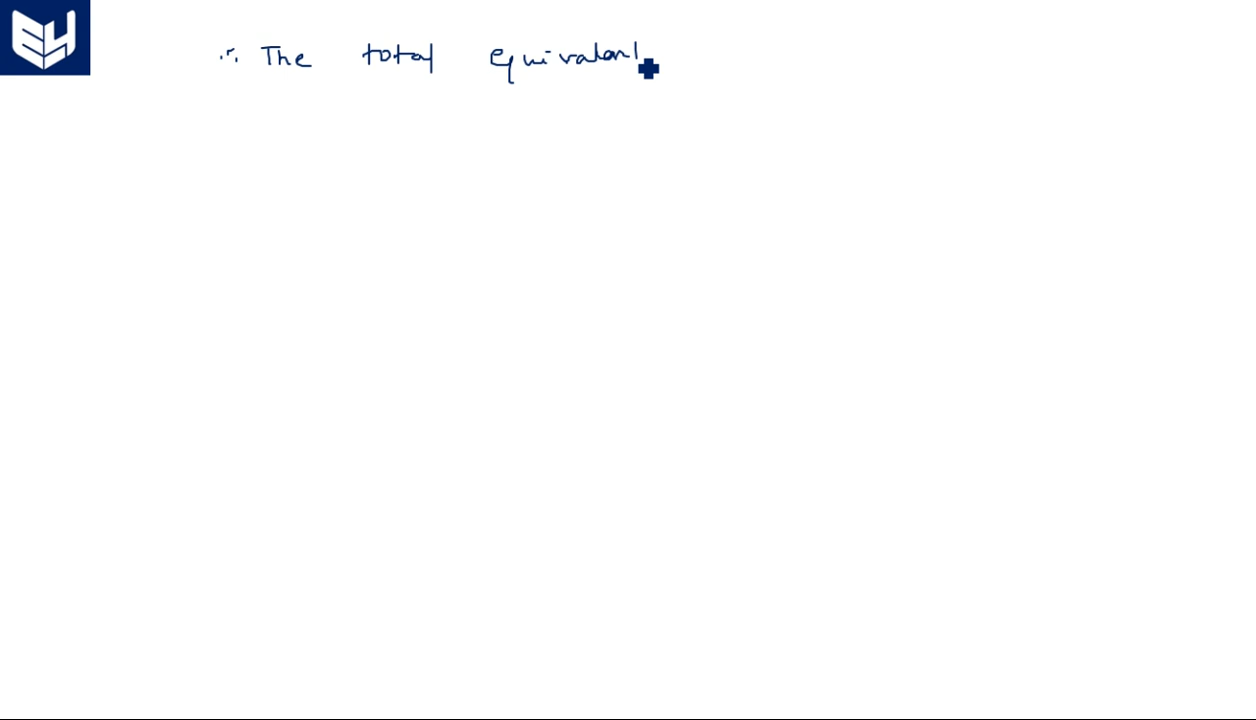 ∴ The total equivalent